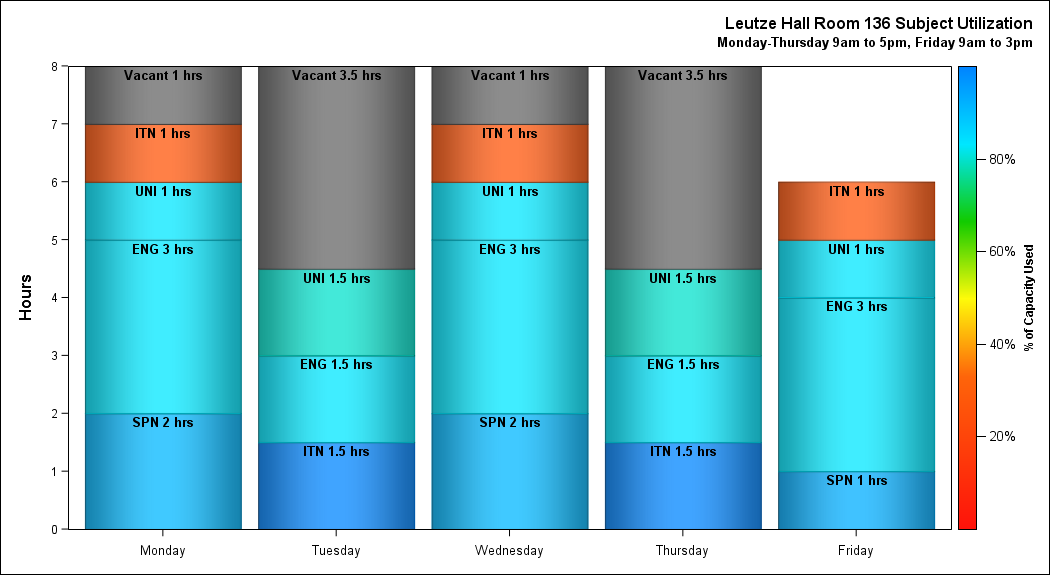 Leutze Hall Room 136 Subject Utilization
Monday-Thursday 9am to 5pm, Friday 9am to 3pm
Hours
8
7
6
5
4
3
2
1
0
Vacant 1 hrs
ITN 1 hrs
UNI 1 hrs
ENG 3 hrs
SPN 2 hrs
Monday
Vacant 3.5 hrs
UNI 1.5 hrs
ENG 1.5 hrs
ITN 1.5 hrs
Tuesday
Vacant 1 hrs
ITN 1 hrs
UNI 1 hrs
ENG 3 hrs
SPN 2 hrs
Wednesday
Vacant 3.5 hrs
UNI 1.5 hrs
ENG 1.5 hrs
ITN 1.5 hrs
Thursday
ITN 1 hrs
UNI 1 hrs
ENG 3 hrs
SPN 1 hrs
Friday
80%
60%
40%
20%
% of Capacity Used